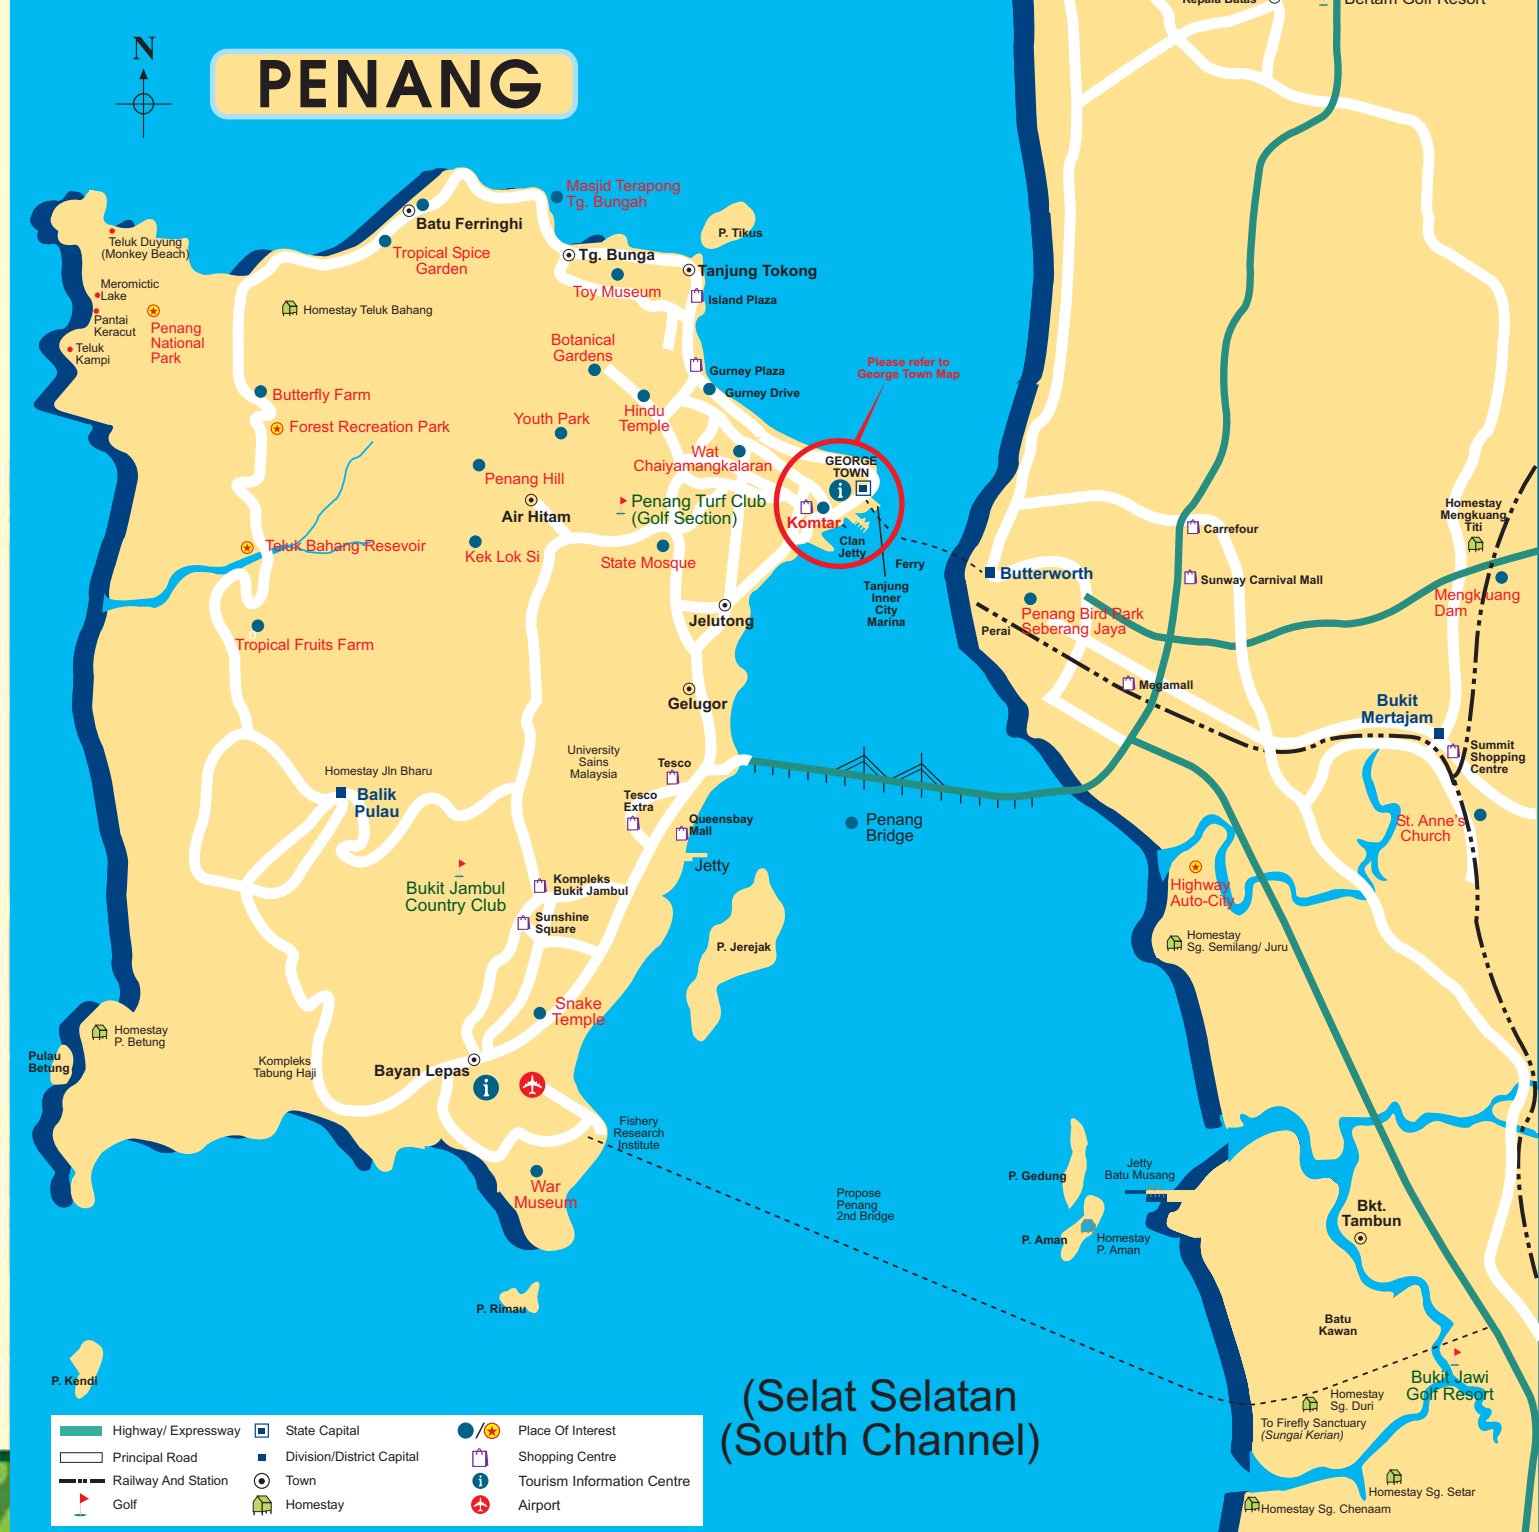 Kepala Batas
Bertam Golf Resort
N
PENANG
Masjid Terapong
Tg. Bungah
Batu Ferringhi
P. Tikus
Teluk Duyung
(Monkey Beach)
Tropical Spice
Garden
Tg. Bunga
Tanjung Tokong
Meromictic
Lake
Toy Museum
Island Plaza
Homestay Teluk Bahang
Pantai
Keracut
Penang
National
Park
Teluk
Kampi
Botanical
Gardens
Please refer to
George Town Map
Gurney Plaza
Gurney Drive
Butterfly Farm
Hindu
Temple
Youth Park
Forest Recreation Park
Wat
Chaiyamangkalaran
GEORGE
TOWN
Penang Hill
Penang Turf Club
(Golf Section)
Air Hitam
Komtar
Homestay
Mengkuang
Titi
Carrefour
Clan
Jetty
Teluk Bahang Resevoir
Kek Lok Si
State Mosque
Ferry
Butterworth
Sunway Carnival Mall
Tanjung
Inner
City
Marina
Mengkuang
Dam
Penang Bird Park
Seberang Jaya
Perai
Jelutong
Tropical Fruits Farm
Megamall
Gelugor
Bukit
Mertajam
University
Sains
Malaysia
Tesco
Summit
Shopping
Centre
Homestay Jln Bharu
Balik
Pulau
Tesco
Extra
Queensbay
Mall
Penang
Bridge
St. Anne's
Church
Jetty
Bukit Jambul
Country Club
Kompleks
Bukit Jambul
Highway
Auto-City
Sunshine
Square
P. Jerejak
Homestay
Sg. Semilang/ Juru
Snake
Temple
Homestay
P. Betung
Pulau
Betung
Kompleks
Tabung Haji
Bayan Lepas
Fishery
Research
Institute
War
Museum
Propose
Penang
2nd Bridge
P. Gedung
Jetty
Batu Musang
Bkt.
Tambun
P. Aman
Homestay
P. Aman
P. Rimau
Batu
Kawan
P. Kendi
Bukit Jawi
Golf Resort
Homestay
Sg. Duri
To Firefly Sanctuary
(Sungai Kerian)
(Selat Selatan
(South Channel)
Homestay Sg. Setar
Homestay Sg. Chenaam
Highway/ Expressway
State Capital
Place Of Interest
Principal Road
Division/District Capital
Shopping Centre
Railway And Station
Town
Tourism Information Centre
Golf
Homestay
Airport